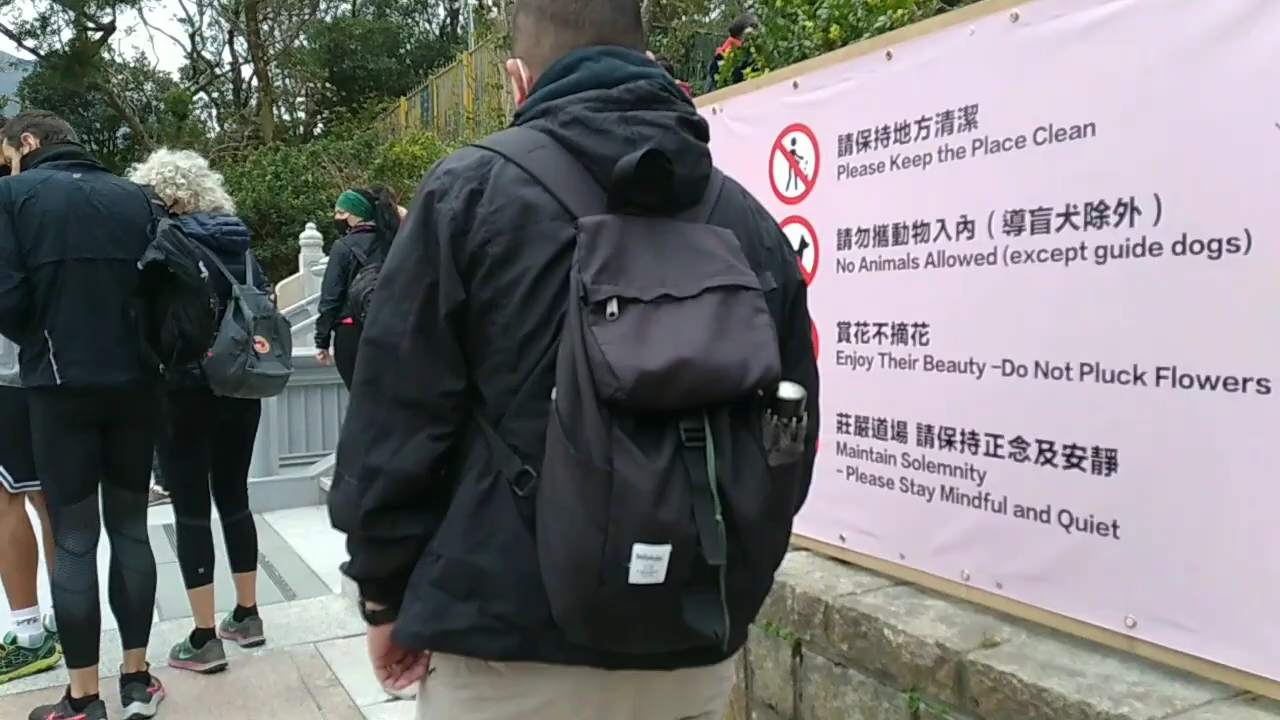 請保持地方清潔
Please Keep the Place Clean
請勿攜動物入內（導盲犬除外）
No Animals Allowed (except guide dogs)
賞花不摘花
Enjoy Their Beauty -Do Not Pluck Flowers
莊嚴道場 請保持正念及安靜
Maintain Solemnity
- Please Stay Mindful and Quiet